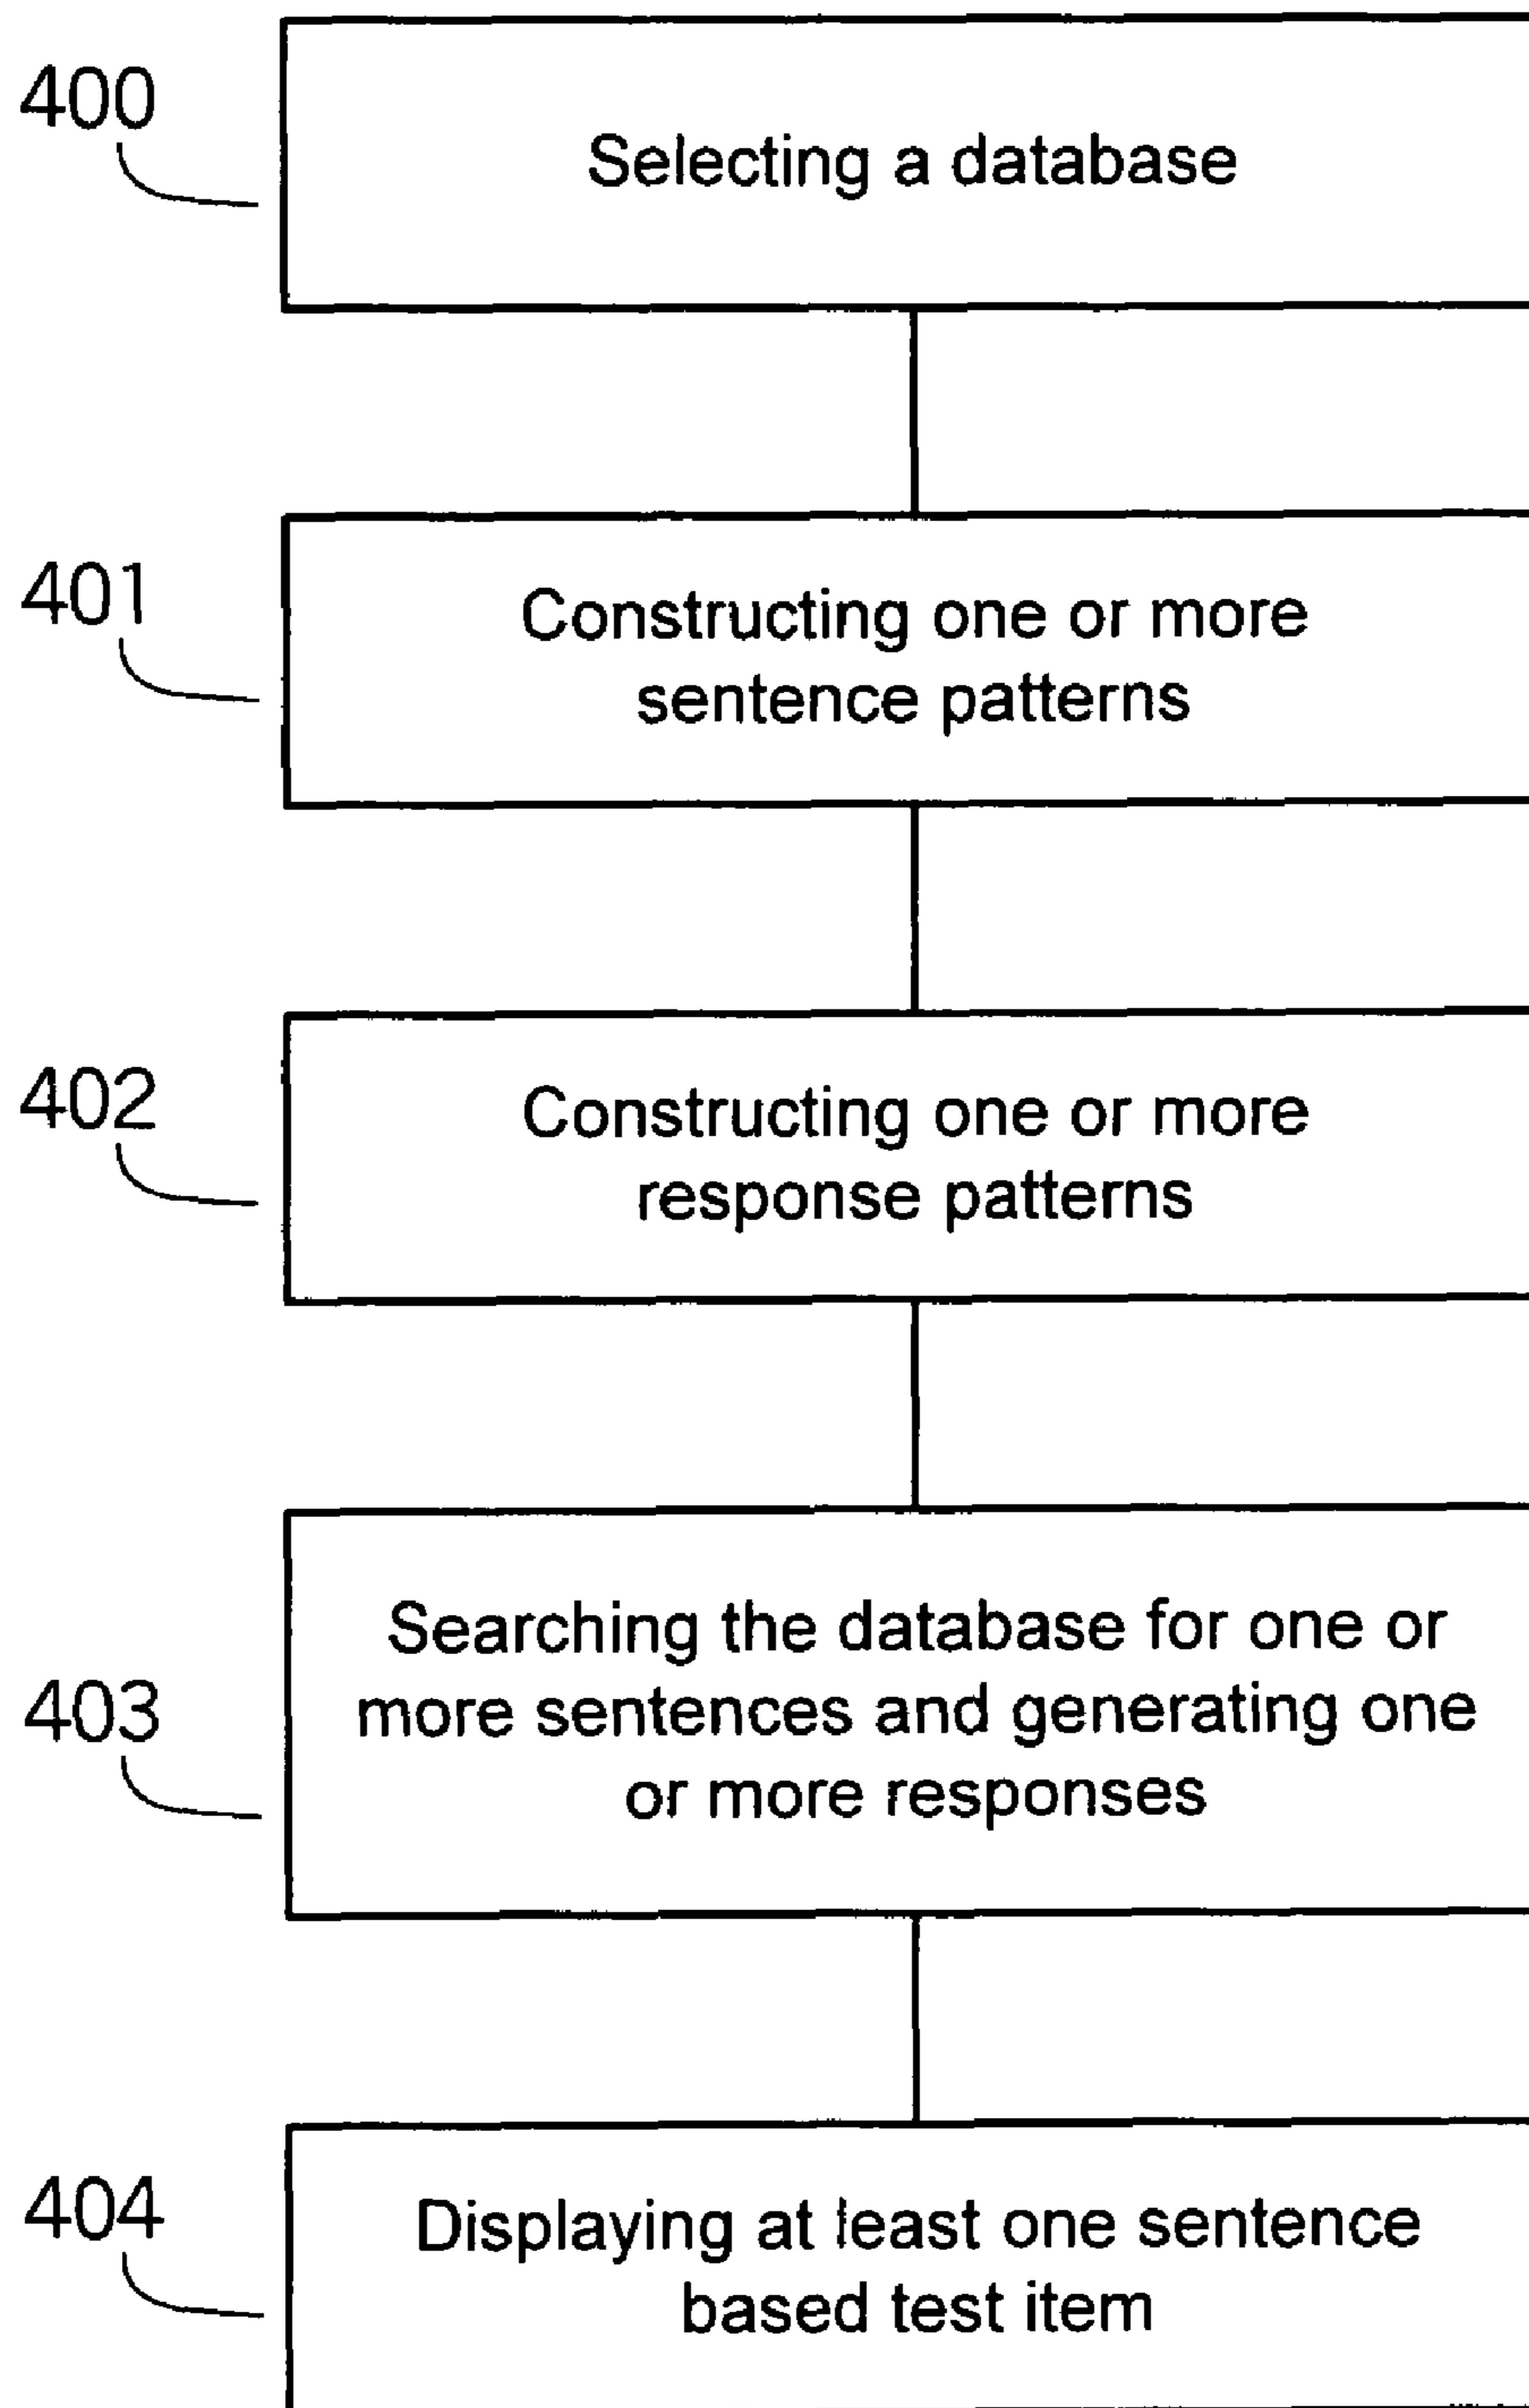 400
Selecting a database
401
Constructing one or more
sentence patterns
402
Constructing one or more
response patterns
403
Searching the database for one or
more sentences and generating one
or more responses
404
Displaying at least one sentence
based test item